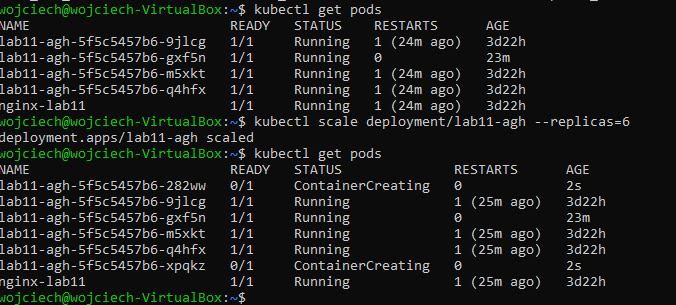 wojciech@wojciech-VirtualBox:~$ kubectl get pods
NAME READY STATUS RESTARTS AGE
lab11-agh-5f5c5457b6-9jlcg 1/1 Running 1 (24m ago) 3d22h
lab11-agh-5f5c5457b6-gxf5n 1/1 Running 0 23m
lab11-agh-5f5c5457b6-m5xkt 1/1 Running 1 (24m ago) 3d22h
lab11-agh-5f5c5457b6-q4hfx 1/1 Running 1 (24m ago) 3d22h
nginx-lab11 1/1 Running 1 (24m ago) 3d22h
wojciech@wojciech-VirtualBox:~$ kubectl scale deployment/lab11-agh --replicas=6
deployment.apps/lab11-agh scaled
wojciech@wojciech-VirtualBox:~$ kubectl get pods
NAME READY STATUS RESTARTS AGE
lab11-agh-5f5c5457b6-282ww 0/1 ContainerCreating 0 2s
lab11-agh-5f5c5457b6-9jlcg 1/1 Running 1 (25m ago) 3d22h
lab11-agh-5f5c5457b6-gxf5n 1/1 Running 0 23m
lab11-agh-5f5c5457b6-m5xkt 1/1 Running 1 (25m ago) 3d22h
lab11-agh-5f5c5457b6-q4hfx 1/1 Running 1 (25m ago) 3d22h
lab11-agh-5f5c5457b6-xpqkz 0/1 ContainerCreating 0 2s
nginx-lab11 1/1 Running 1 (25m ago) 3d22h
wojciech@wojciech-VirtualBox:~$